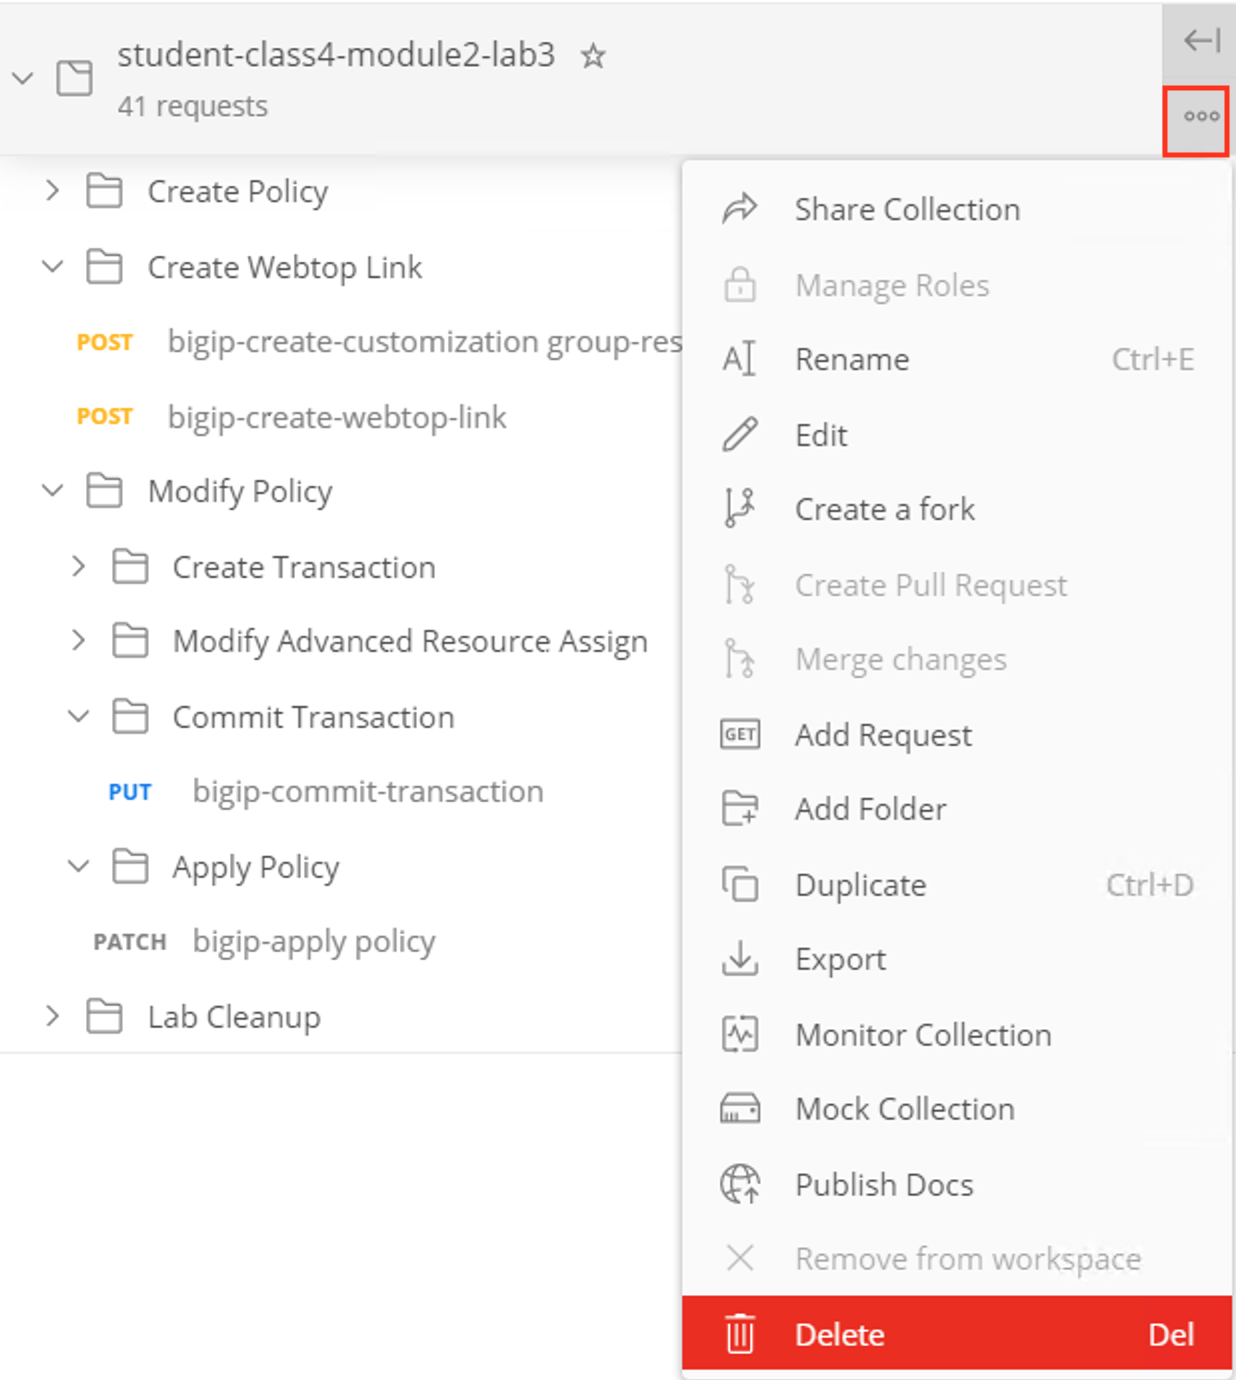 student-class4-module2-lab3
41 requests
Create Policy
Create Webtop Link
POST bigip-create-customization group-res
POST bigip-create-webtop-link
Modify Policy
Create Transaction
Modify Advanced Resource Assign
Commit Transaction
PUT bigip-commit-transaction
Apply Policy
PATCH bigip-apply policy
Lab Cleanup
Share Collection
Manage Roles
Rename Ctrl+E
Edit
Create a fork
Create Pull Request
Merge changes
GET Add Request
Add Folder
Duplicate Ctrl+D
Export
Monitor Collection
Mock Collection
Publish Docs
Remove from workspace
Delete Del